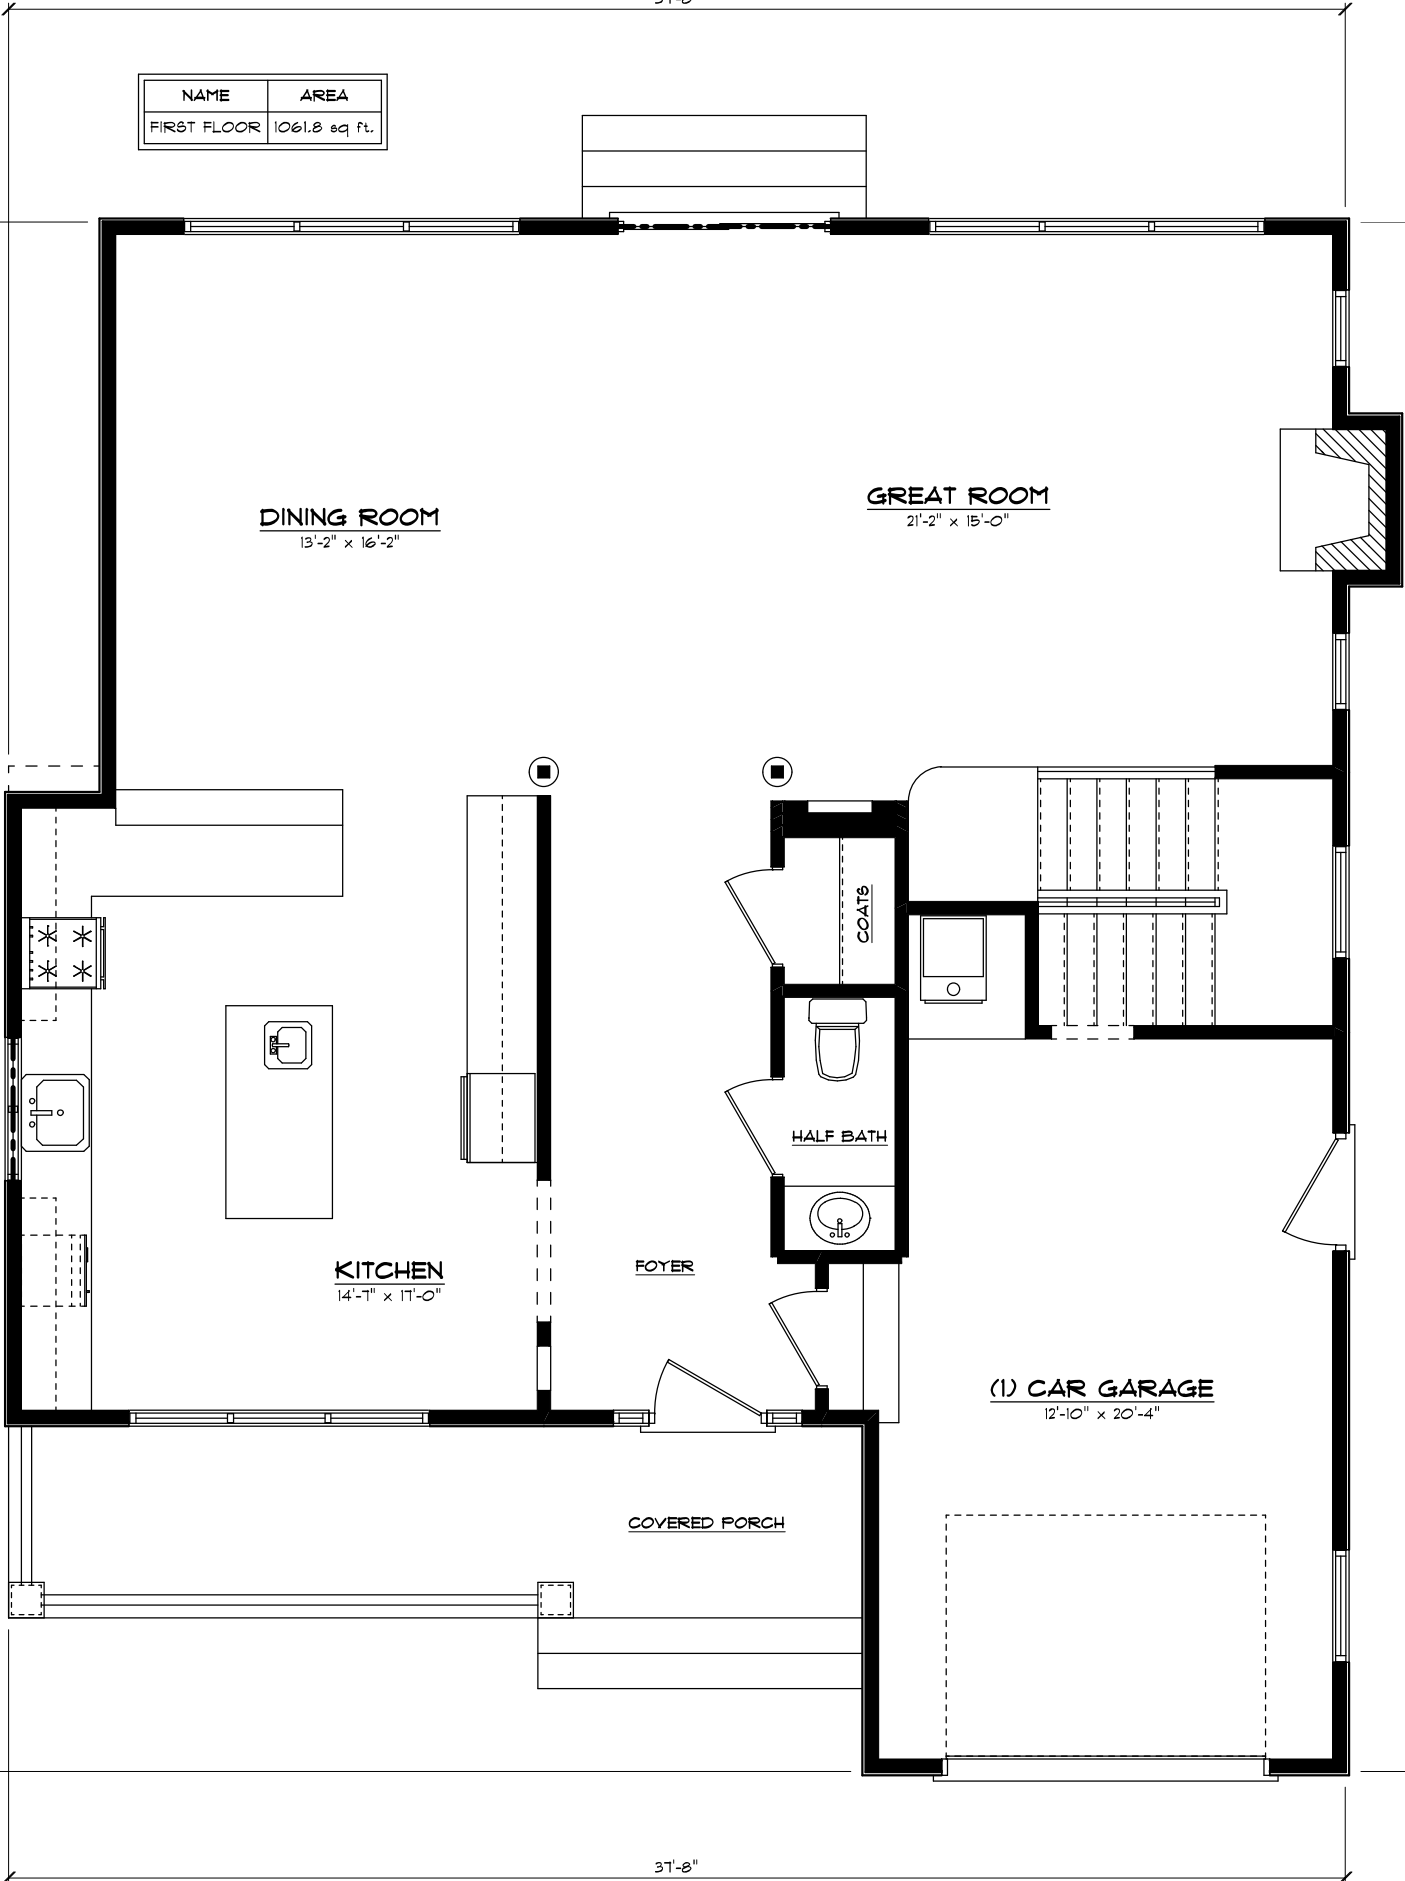 NAME AREA
FIRST FLOOR 1061.8 sq ft.
DINING ROOM
13'-2" x 16'-2"
GREAT ROOM
21'-2" x 15'-0"
COATS
HALF BATH
KITCHEN
14'-7" x 17'-0"
FOYER
(1) CAR GARAGE
12'-10" x 20'-4"
COVERED PORCH
37'-8"